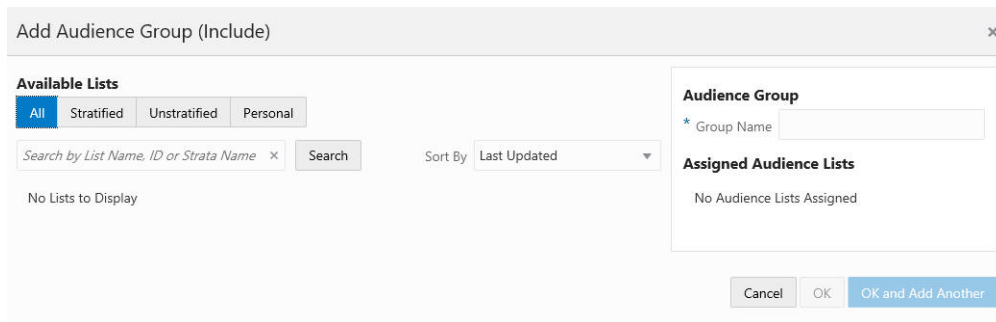 Add Audience Group (Include)
Available Lists
All Stratified Unstratified Personal
Search by List Name, ID or Strata Name × Search Sort By Last Updated
No Lists to Display
Audience Group
* Group Name
Assigned Audience Lists
No Audience Lists Assigned
Cancel OK OK and Add Another